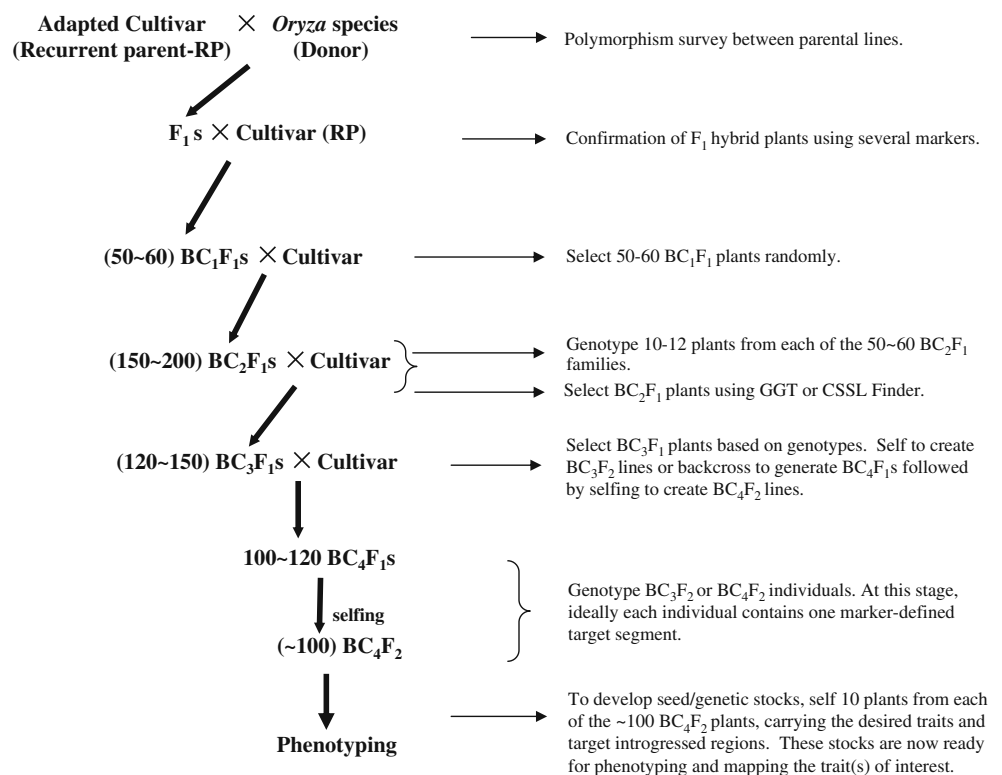 Adapted Cultivar × Oryza species
(Recurrent parent-RP) (Donor)
Polymorphism survey between parental lines.
F₁ s × Cultivar (RP)
Confirmation of F₁ hybrid plants using several markers.
(50~60) BC₁F₁s × Cultivar
Select 50-60 BC₁F₁ plants randomly.
(150~200) BC₂F₁s × Cultivar
Genotype 10-12 plants from each of the 50~60 BC₂F₁
families.
Select BC₂F₁ plants using GGT or CSSL Finder.
(120~150) BC₃F₁s × Cultivar
Select BC₃F₁ plants based on genotypes. Self to create
BC₃F₂ lines or backcross to generate BC₄F₁s followed
by selfing to create BC₄F₂ lines.
100~120 BC₄F₁s
selfing
(~100) BC₄F₂
Genotype BC₃F₂ or BC₄F₂ individuals. At this stage,
ideally each individual contains one marker-defined
target segment.
Phenotyping
To develop seed/genetic stocks, self 10 plants from each
of the ~100 BC₄F₂ plants, carrying the desired traits and
target introgressed regions. These stocks are now ready
for phenotyping and mapping the trait(s) of interest.